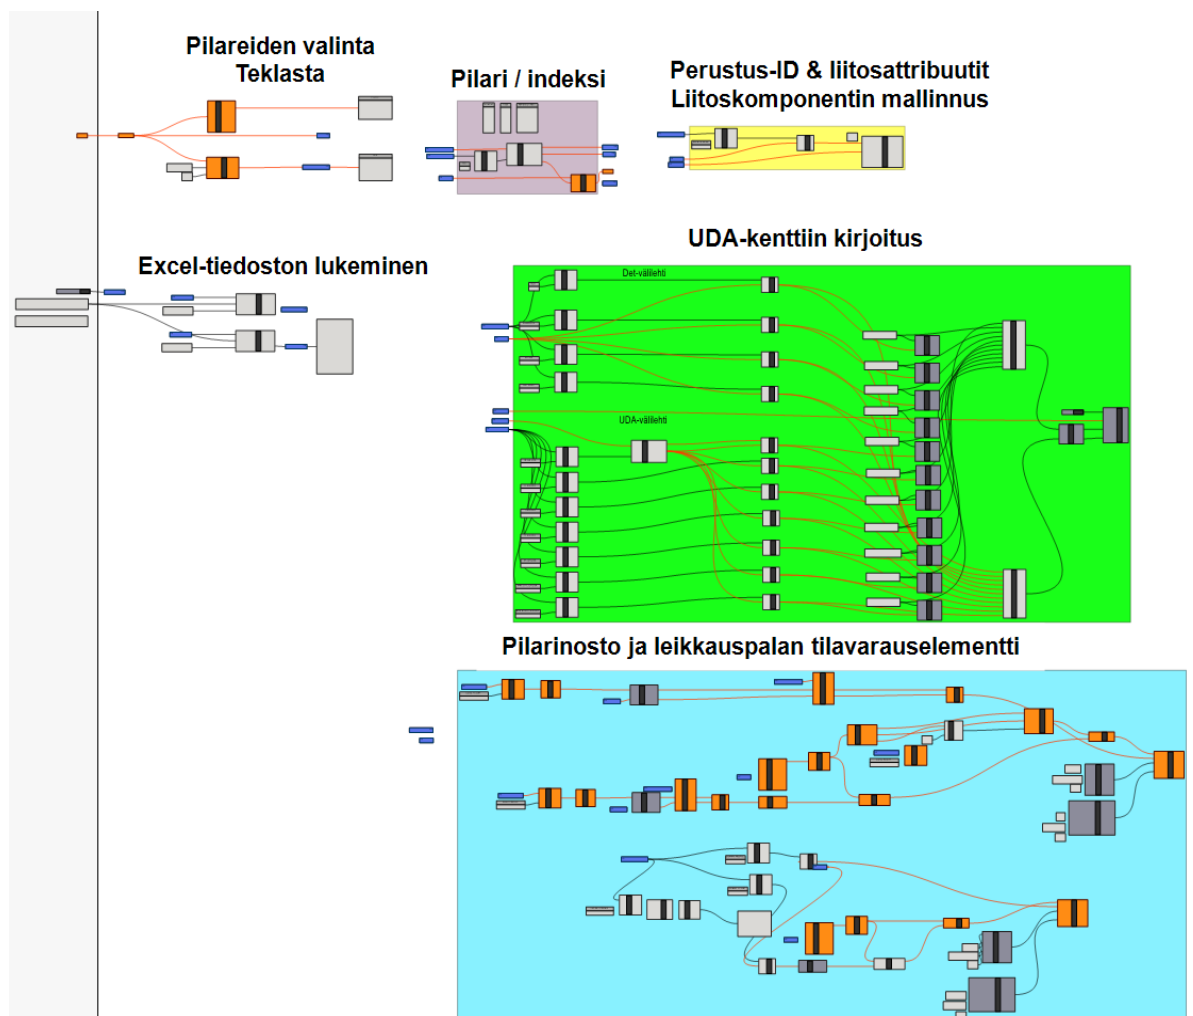 Pilareiden valinta
Teklasta
Pilari / indeksi
Perustus-ID & liitosattribuutit
Liitoskomponentin mallinnus
Excel-tiedoston lukeminen
UDA-kenttiin kirjoitus
Det-välilehti
UDA-välilehti
Pilarinosto ja leikkauspalan tilavarauselementti